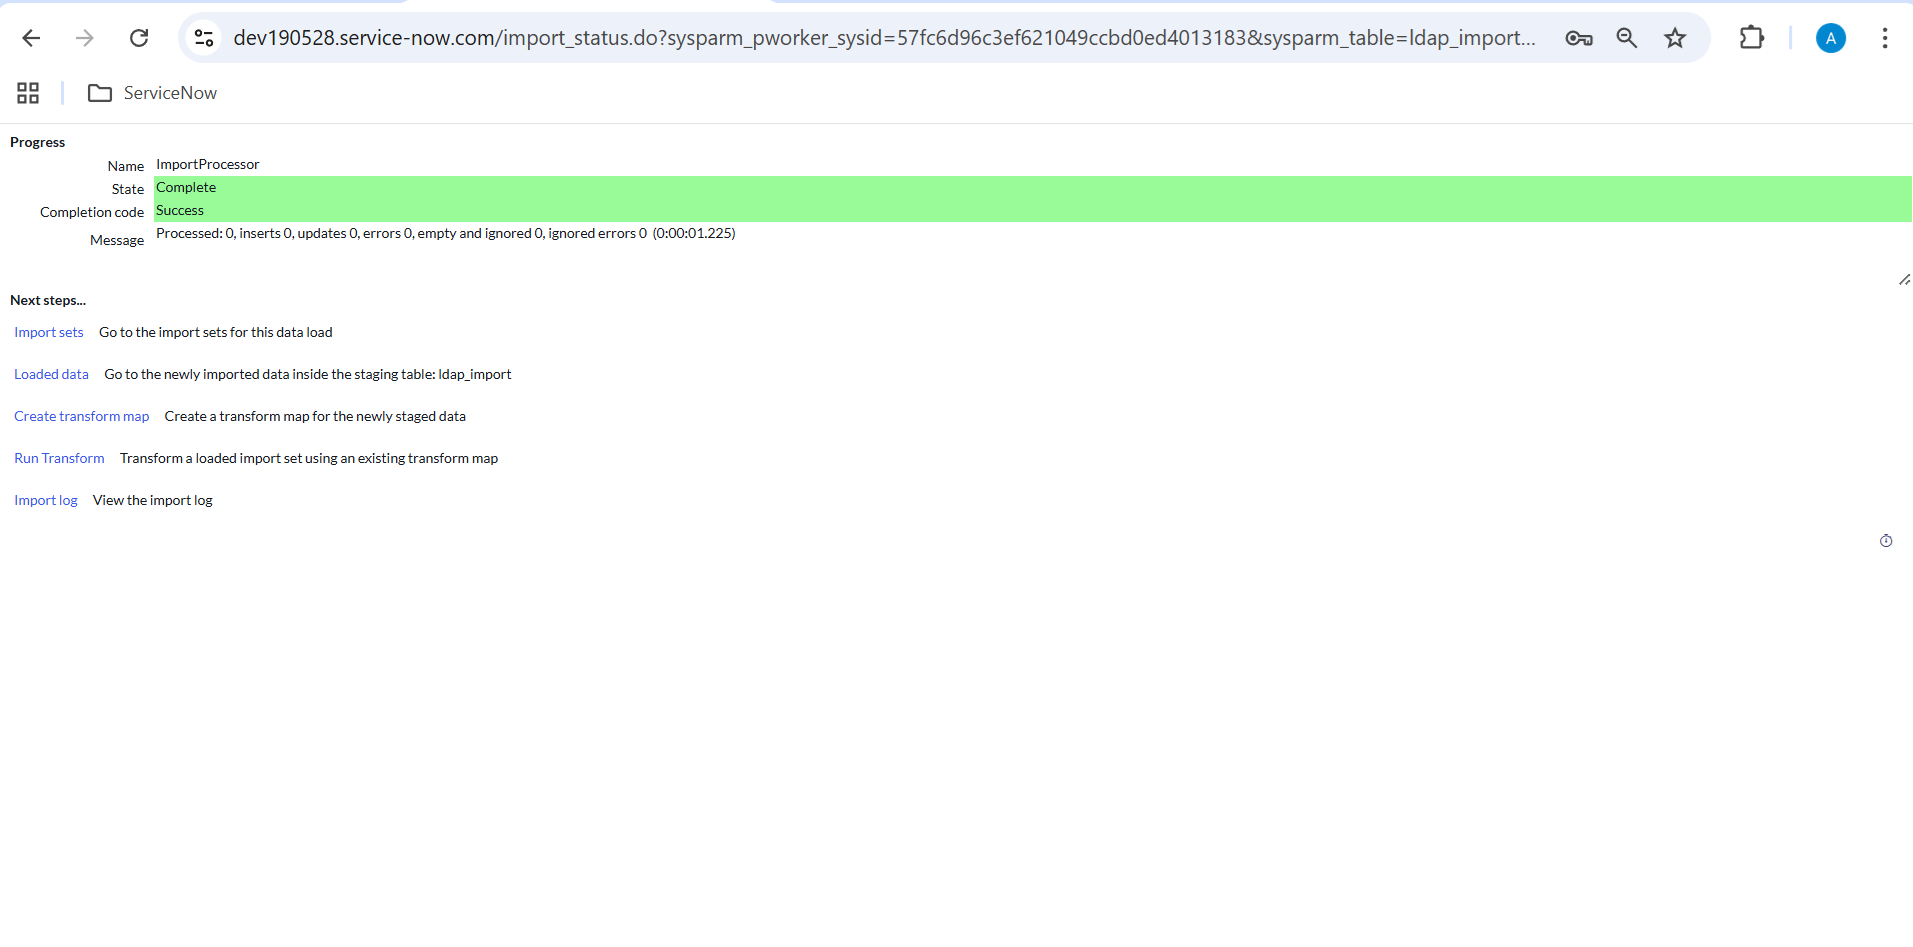 dev190528.service-now.com/import_status.do?sysparm_pworker_sysid=57fc6d96c3ef621049ccbd0ed4013183&sysparm_table=ldap_import...
A
ServiceNow
Progress
Name ImportProcessor
State Complete
Completion code Success
Message Processed: 0, inserts 0, updates 0, errors 0, empty and ignored 0, ignored errors 0 (0:00:01.225)
Next steps...
Import sets Go to the import sets for this data load
Loaded data Go to the newly imported data inside the staging table: ldap_import
Create transform map Create a transform map for the newly staged data
Run Transform Transform a loaded import set using an existing transform map
Import log View the import log